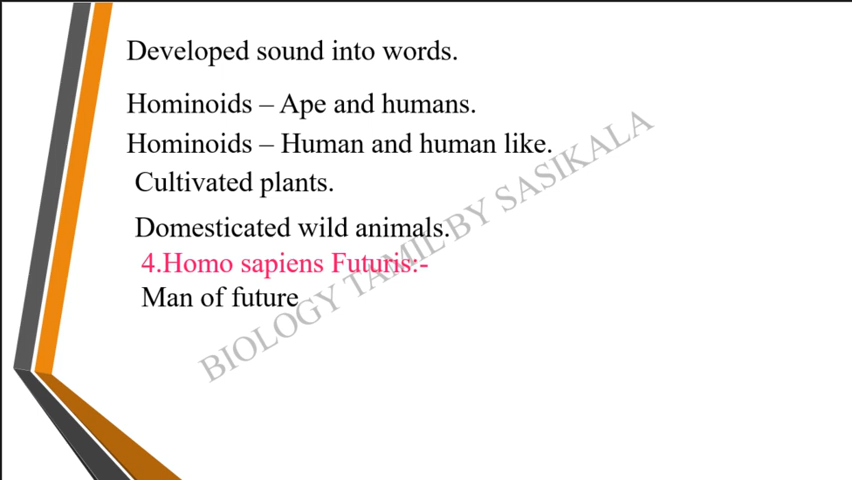 Developed sound into words.
Hominoids – Ape and humans.
Hominoids – Human and human like.
Cultivated plants.
Domesticated wild animals.
4.Homo sapiens Futuris:-
Man of future
BIOLOGY TAMIL BY SASIKALA